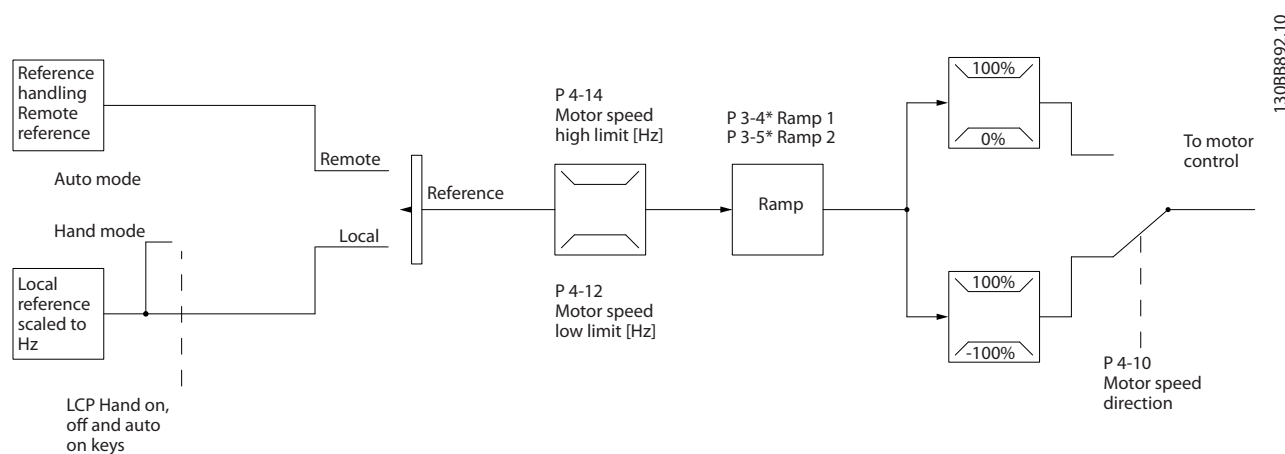 Reference
handling
Remote
reference
Auto mode
Hand mode
Local
reference
scaled to
Hz
LCP Hand on,
off and auto
on keys
Remote
Local
Reference
P 4-14
Motor speed
high limit [Hz]
P 4-12
Motor speed
low limit [Hz]
P 3-4* Ramp 1
P 3-5* Ramp 2
Ramp
100%
0%
100%
-100%
To motor
control
P 4-10
Motor speed
direction
130BB892.10